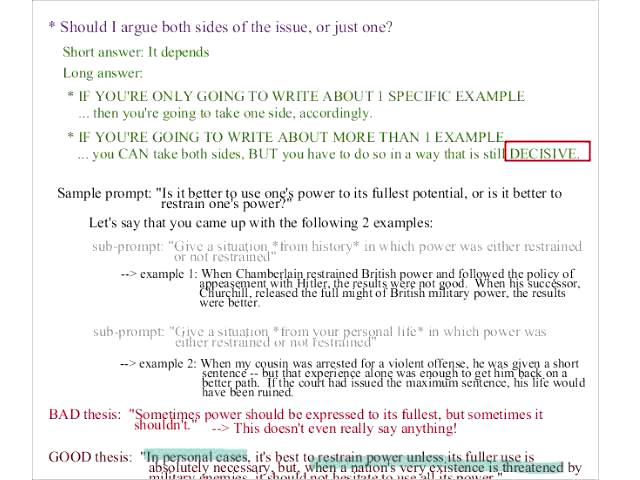 * Should I argue both sides of the issue, or just one?
Short answer: It depends
Long answer:
* IF YOU'RE ONLY GOING TO WRITE ABOUT 1 SPECIFIC EXAMPLE
... then you're going to take one side, accordingly.
* IF YOU'RE GOING TO WRITE ABOUT MORE THAN 1 EXAMPLE
... you CAN take both sides, BUT you have to do so in a way that is still DECISIVE.
Sample prompt: "Is it better to use one's power to its fullest potential, or is it better to
restrain one's power?"
Let's say that you came up with the following 2 examples:
sub-prompt: "Give a situation *from history* in which power was either restrained
or not restrained"
--> example 1: When Chamberlain restrained British power and followed the policy of
appeasement with Hitler, the results were not good. When his successor,
Churchill, released the full might of British military power, the results
were better.
sub-prompt: "Give a situation *from your personal life* in which power was
either restrained or not restrained"
--> example 2: When my cousin was arrested for a violent offense, he was given a short
sentence -- but that experience alone was enough to get him back on a
better path. If the court had issued the maximum sentence, his life would
have been ruined.
BAD thesis: "Sometimes power should be expressed to its fullest, but sometimes it
shouldn't." --> This doesn't even really say anything!
GOOD thesis: "In personal cases, it's best to restrain power unless its fuller use is
absolutely necessary, but, when a nation's very existence is threatened by
military enemies, it should not hesitate to use all its power."